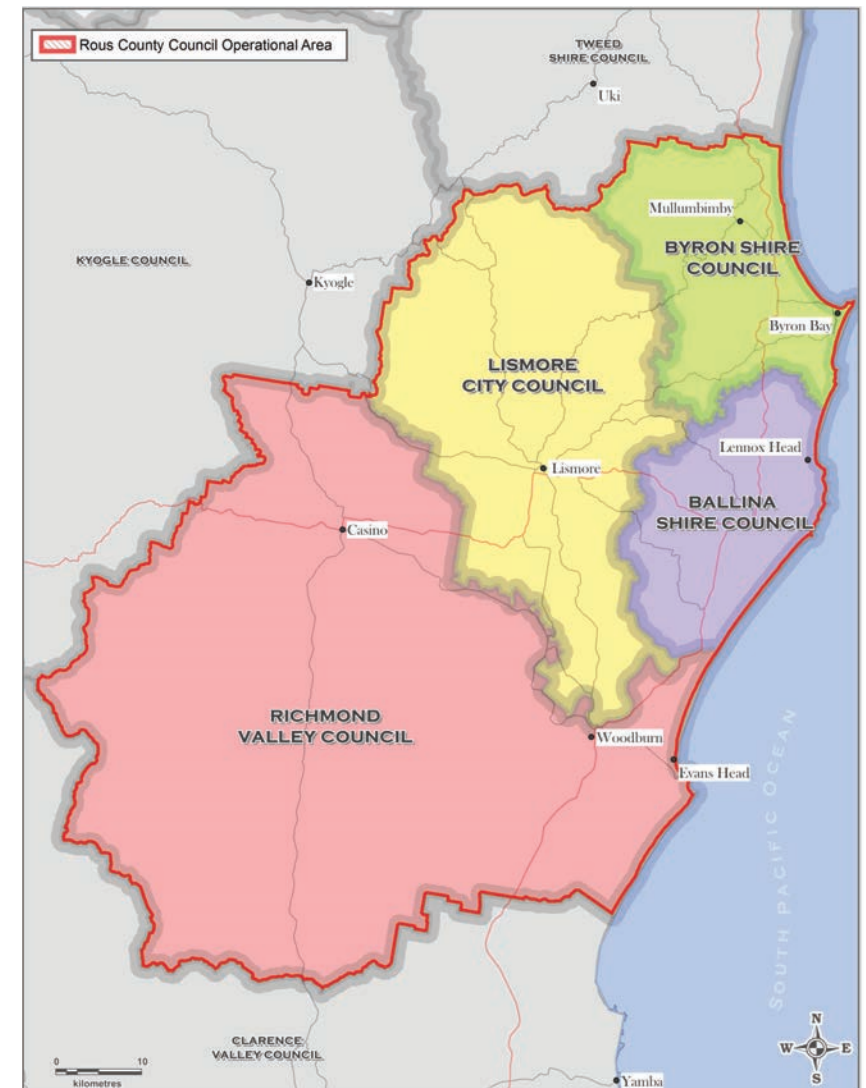 Rous County Council Operational Area
TWEED
SHIRE COUNCIL
Uki
Mullumbimby
BYRON SHIRE
COUNCIL
KYOGLE COUNCIL
Kyogle
Byron Bay
LISMORE
CITY COUNCIL
Lennox Head
Lismore
BALLINA
SHIRE COUNCIL
Casino
RICHMOND
VALLEY COUNCIL
Woodburn
Evans Head
SOUTH PACIFIC OCEAN
CLARENCE
VALLEY COUNCIL
0 10
kilometres
N
W E
S
Yamba